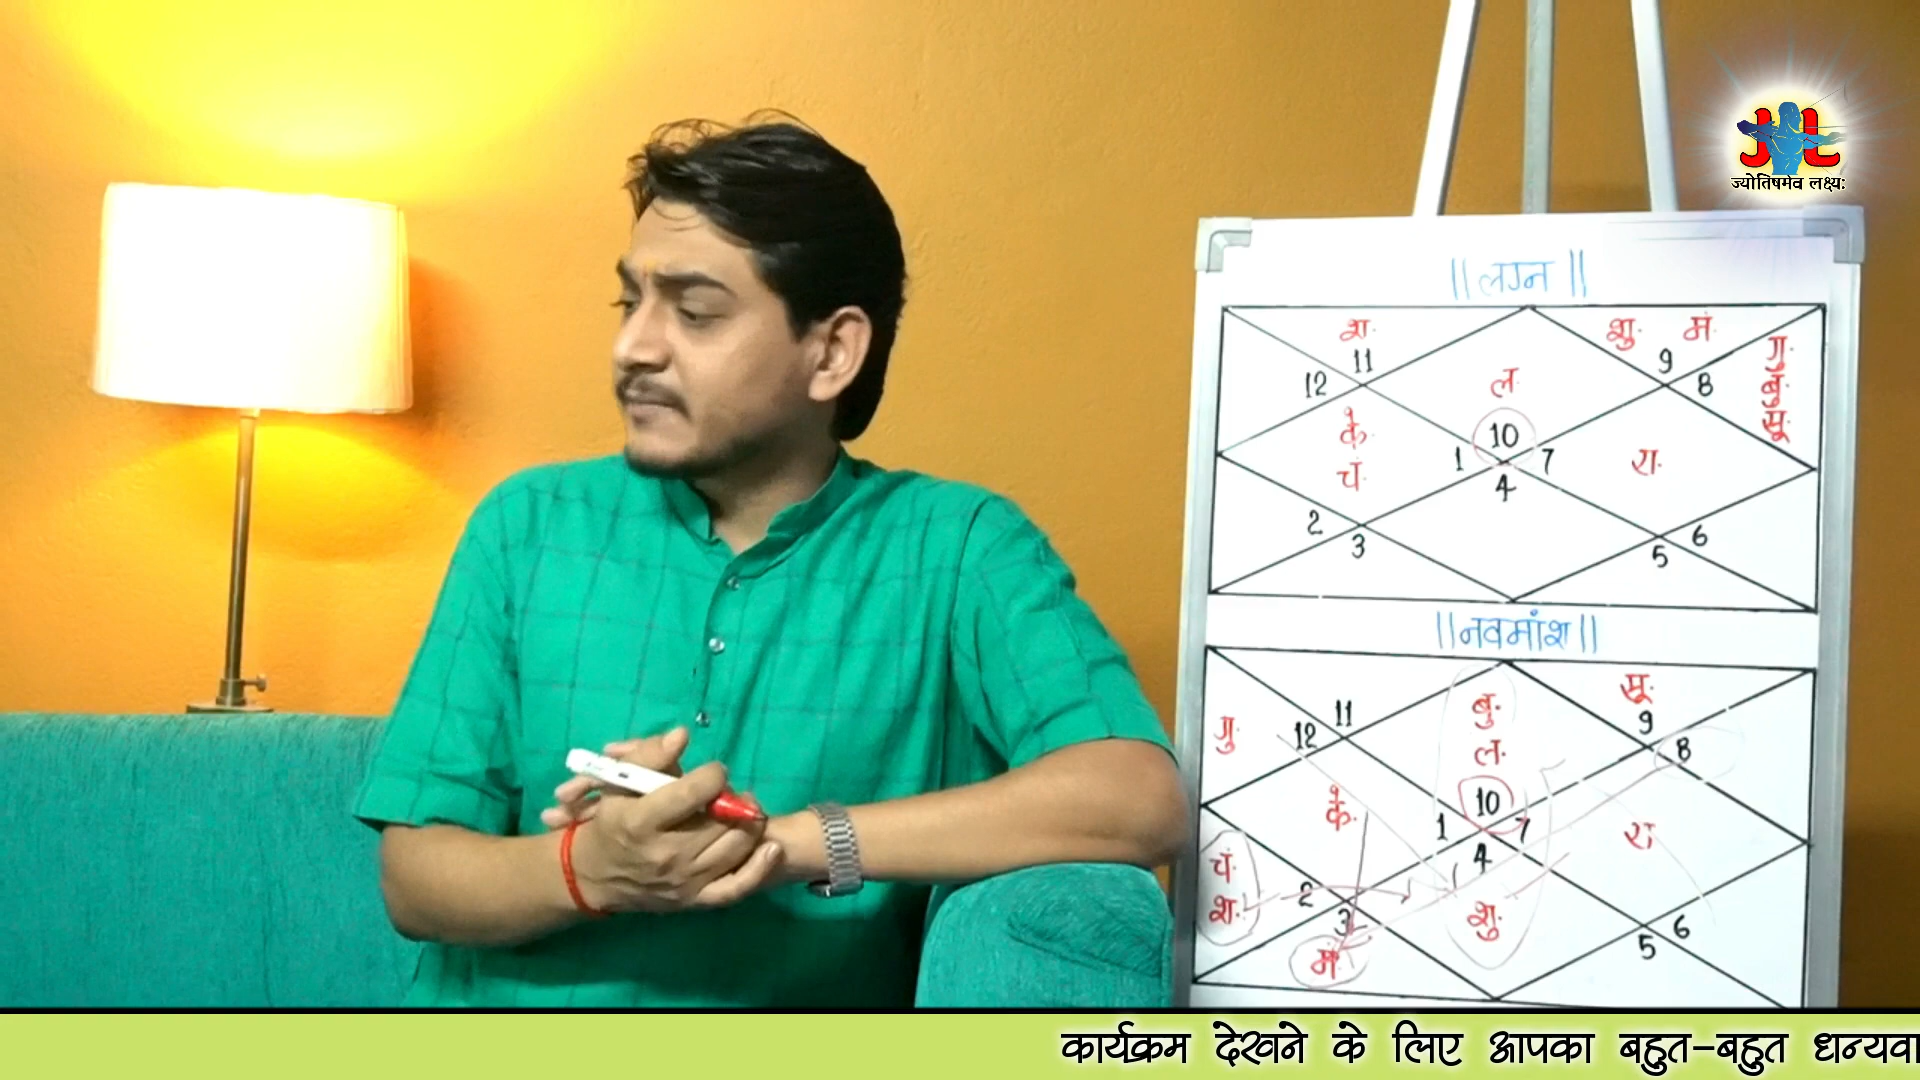 JL
ज्योतिषमेव लक्ष्य:
||लग्न||
श. शु. मं. गु.
11 9
12 ल. 8 बु.
के. सू.
10
चं. 1 7 रा.
4
2 6
3 5
||नवमांश||
बु. सू.
11 9
गु. 12 ल. 8
के. 10
1 7 रा.
चं. 4
श. 2 शु. 6
3 5
मं.
कार्यक्रम देखने के लिए आपका बहुत-बहुत धन्यवा